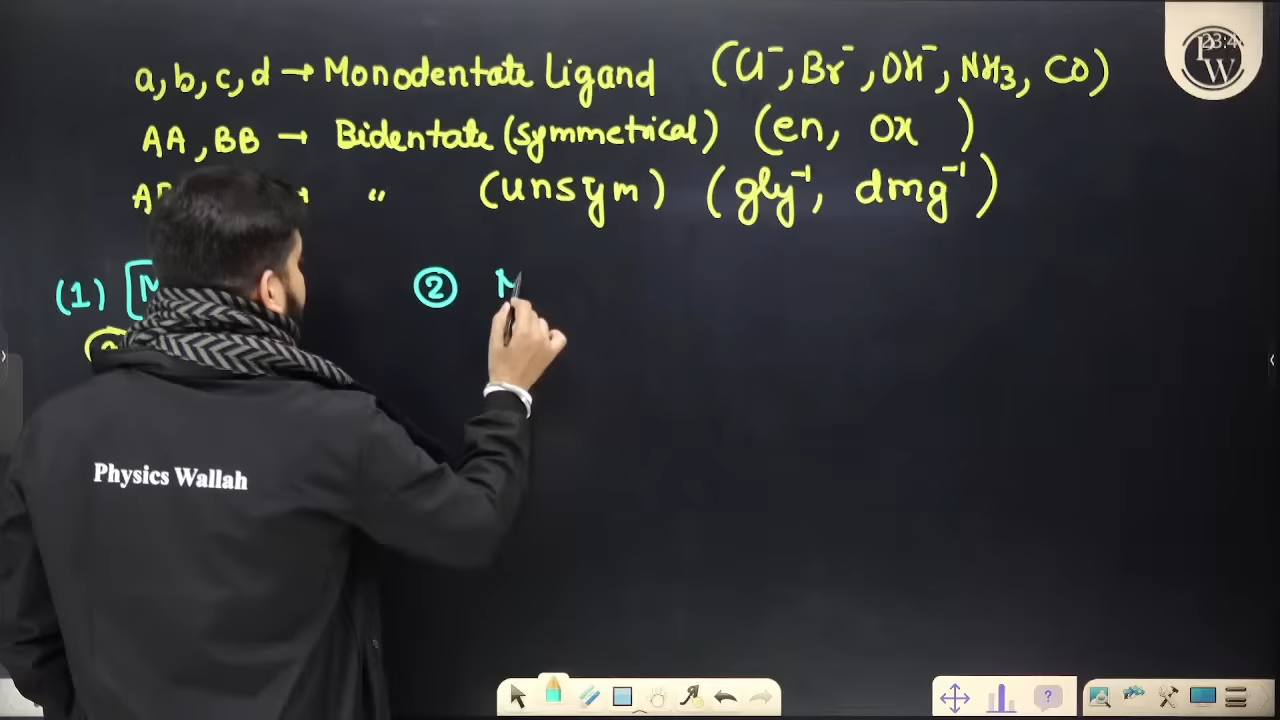 a, b, c, d → Monodentate Ligand (Cl⁻, Br⁻, OH⁻, NH₃, CO)
AA, BB → Bidentate (symmetrical) (en, ox )
" (unsym) (gly⁻¹, dmg⁻¹)
(1) [M
② M
Physics Wallah
PW